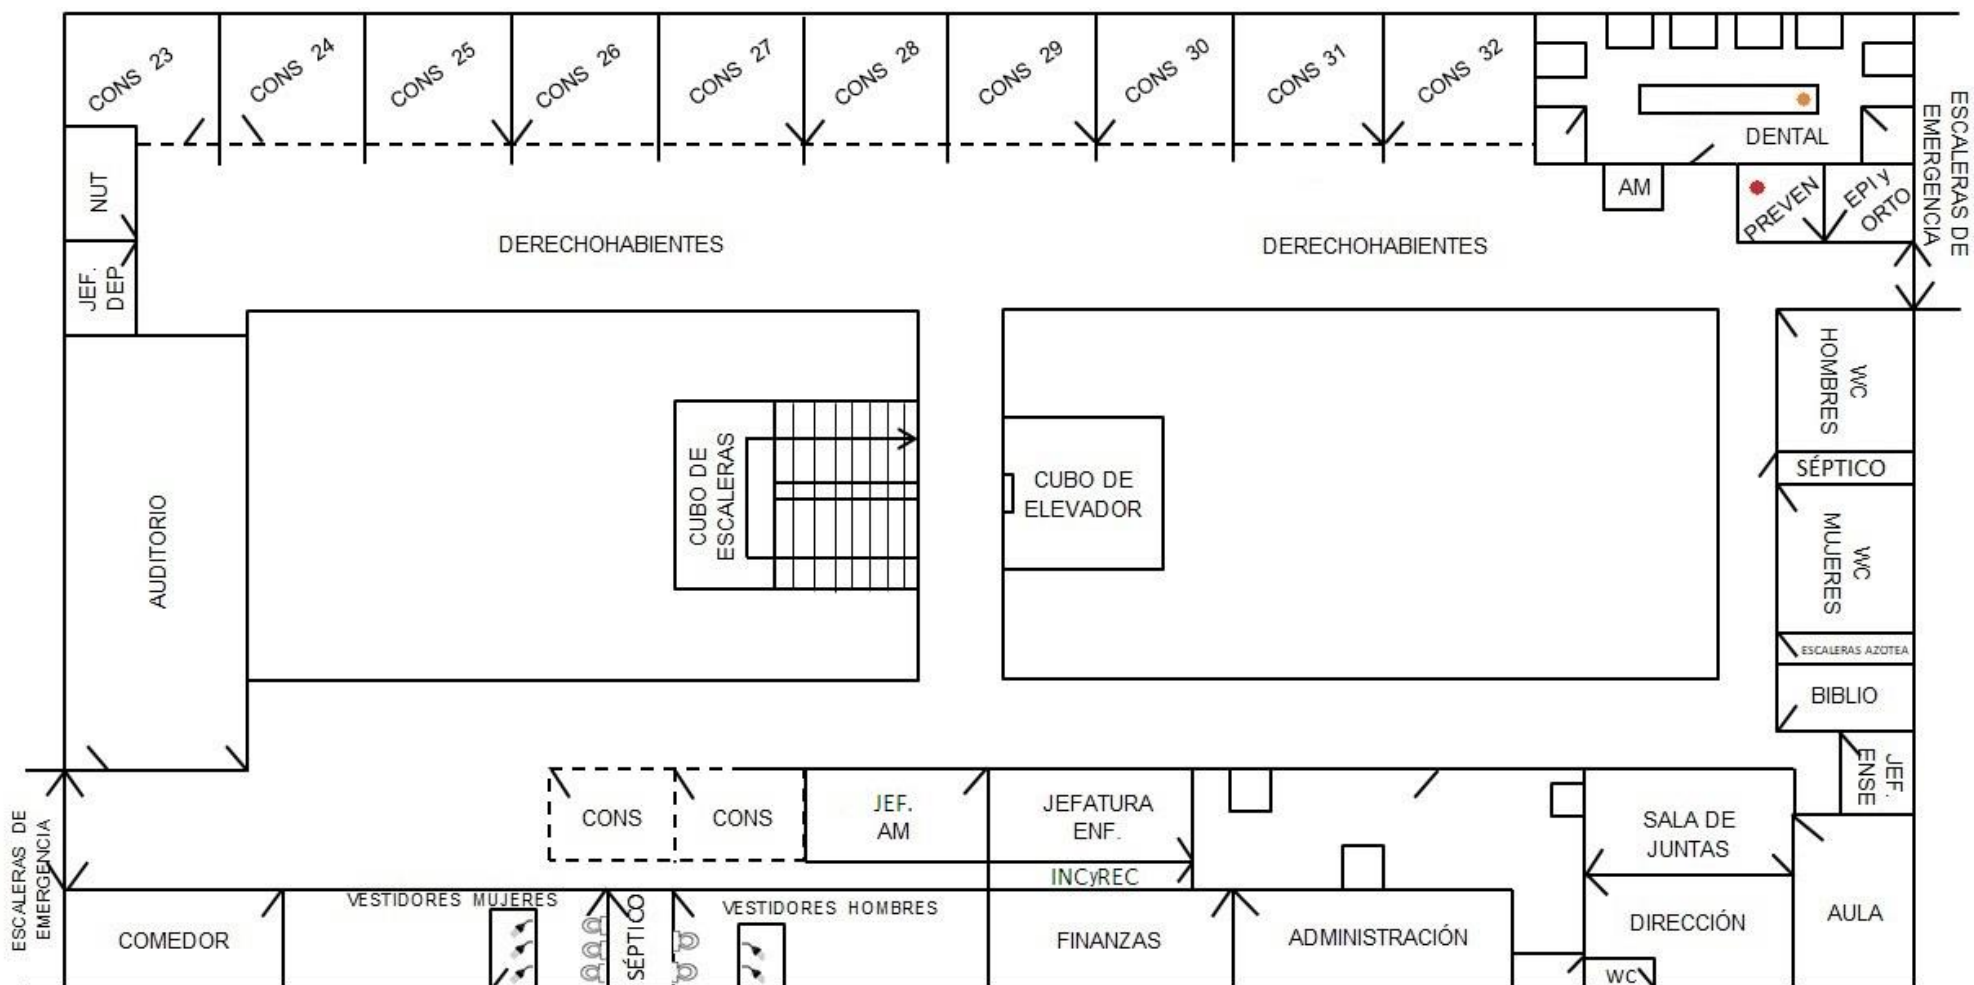 CONS 23
CONS 24
CONS 25
CONS 26
CONS 27
CONS 28
CONS 29
CONS 30
CONS 31
CONS 32
DENTAL
ESCALERAS DE
EMERGENCIA
NUT
AM
PREVEN
EPI y
ORTO
DERECHOHABIENTES
DERECHOHABIENTES
JEF.
DEP
WC
HOMBRES
CUBO DE
ESCALERAS
CUBO DE
ELEVADOR
SÉPTICO
AUDITORIO
WC
MUJERES
ESCALERAS AZOTEA
BIBLIO
JEF.
ENSE
CONS
CONS
JEF.
AM
JEFATURA
ENF.
SALA DE
JUNTAS
ESCALERAS DE
EMERGENCIA
INCyREC
VESTIDORES MUJERES
VESTIDORES HOMBRES
COMEDOR
SÉPTICO
FINANZAS
ADMINISTRACIÓN
DIRECCIÓN
AULA
WC